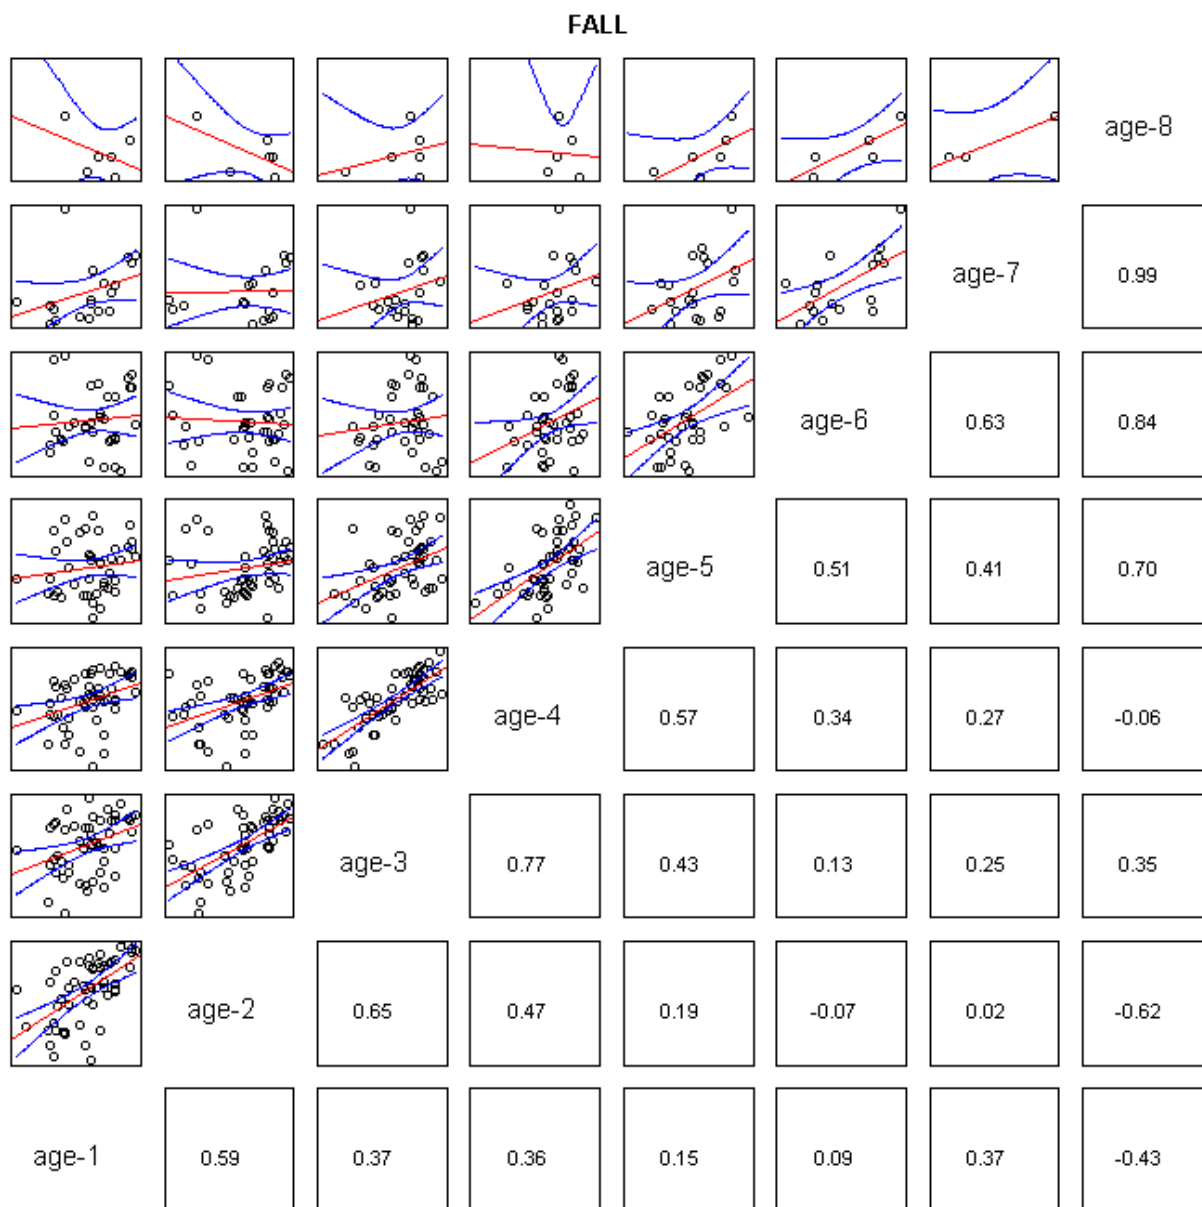 FALL
age-8
age-7 0.99
age-6 0.63 0.84
age-5 0.51 0.41 0.70
age-4 0.57 0.34 0.27 -0.06
age-3 0.77 0.43 0.13 0.25 0.35
age-2 0.65 0.47 0.19 -0.07 0.02 -0.62
age-1 0.59 0.37 0.36 0.15 0.09 0.37 -0.43